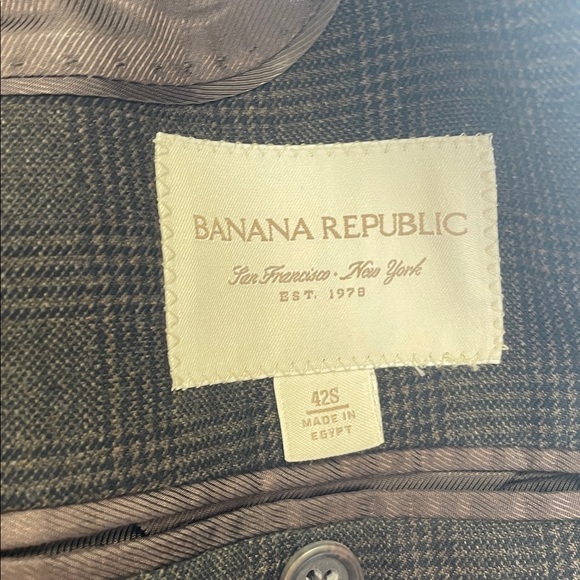 BANANA REPUBLIC
San Francisco · New York
EST. 1978
42S
MADE IN
EGYPT